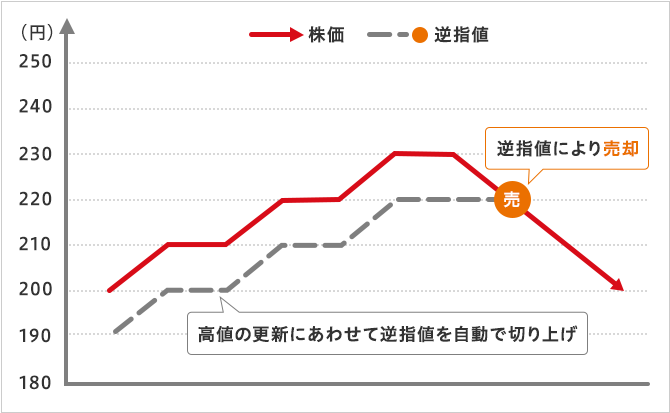 (円)
株価
逆指値
250
240
230
逆指値により売却
220
売
210
200
高値の更新にあわせて逆指値を自動で切り上げ
190
180